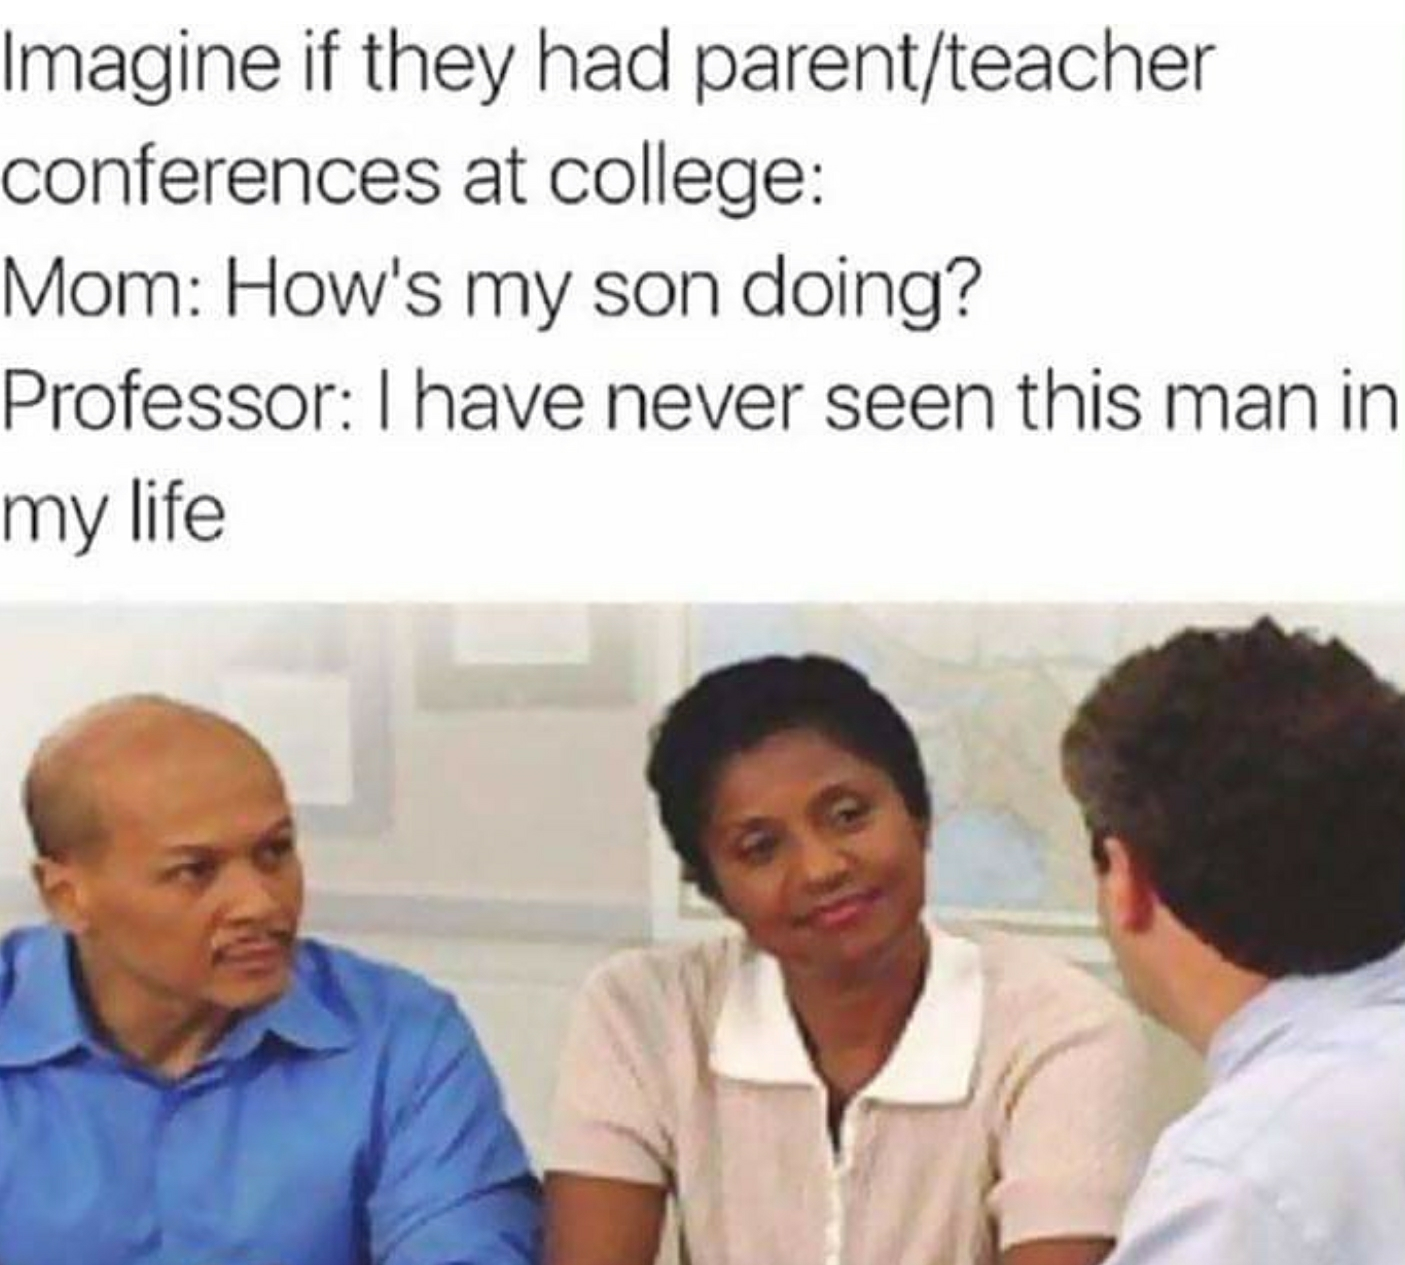 Imagine if they had parent/teacher
conferences at college:
Mom: How's my son doing?
Professor: I have never seen this man in
my life